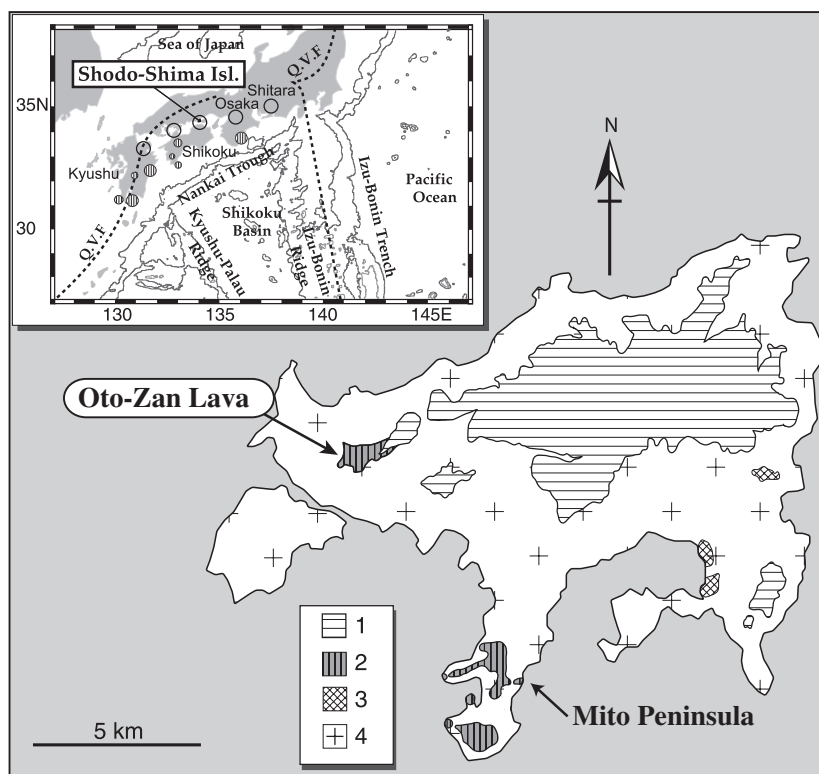 Sea of Japan
Q.V.F
Shodo-Shima Isl.
Shitara
Osaka
35N
Shikoku
Kyushu
Nankai Trough
Pacific
Ocean
Izu-Bonin Trench
Shikoku
Basin
30
Q.V.F
Kyushu-Palau
Ridge
Izu-Bonin
Ridge
130
135
140
145E
N
Oto-Zan Lava
1
2
3
4
5 km
Mito Peninsula